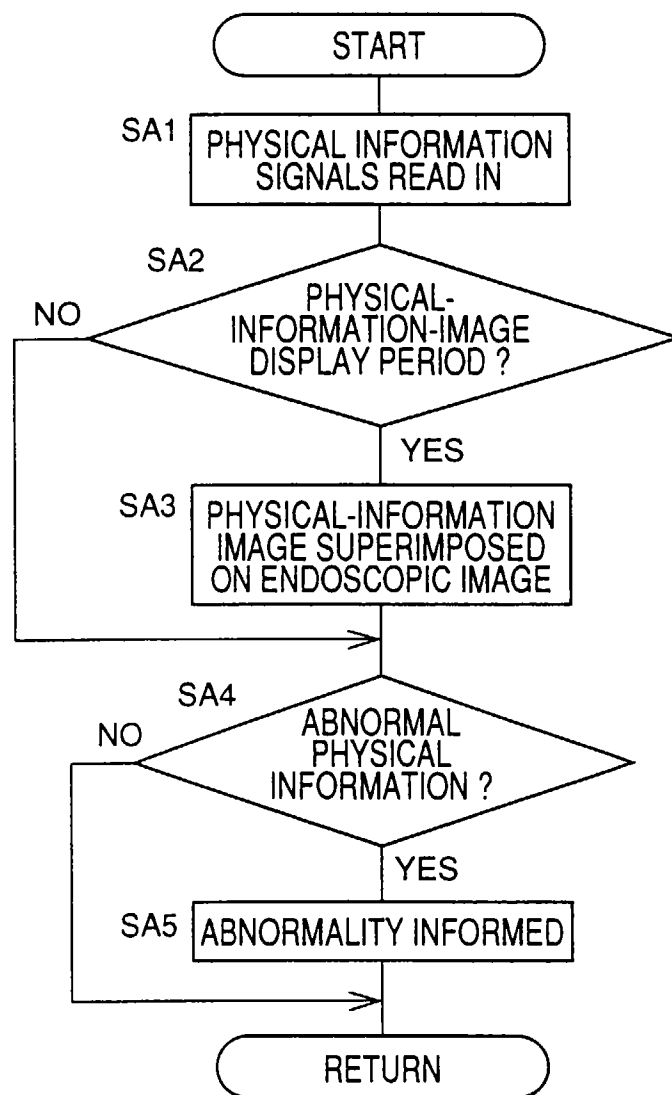 START
SA1
PHYSICAL INFORMATION
SIGNALS READ IN
SA2
PHYSICAL-
INFORMATION-IMAGE
DISPLAY PERIOD ?
NO
YES
SA3
PHYSICAL-INFORMATION
IMAGE SUPERIMPOSED
ON ENDOSCOPIC IMAGE
SA4
ABNORMAL
PHYSICAL
INFORMATION ?
NO
YES
SA5
ABNORMALITY INFORMED
RETURN